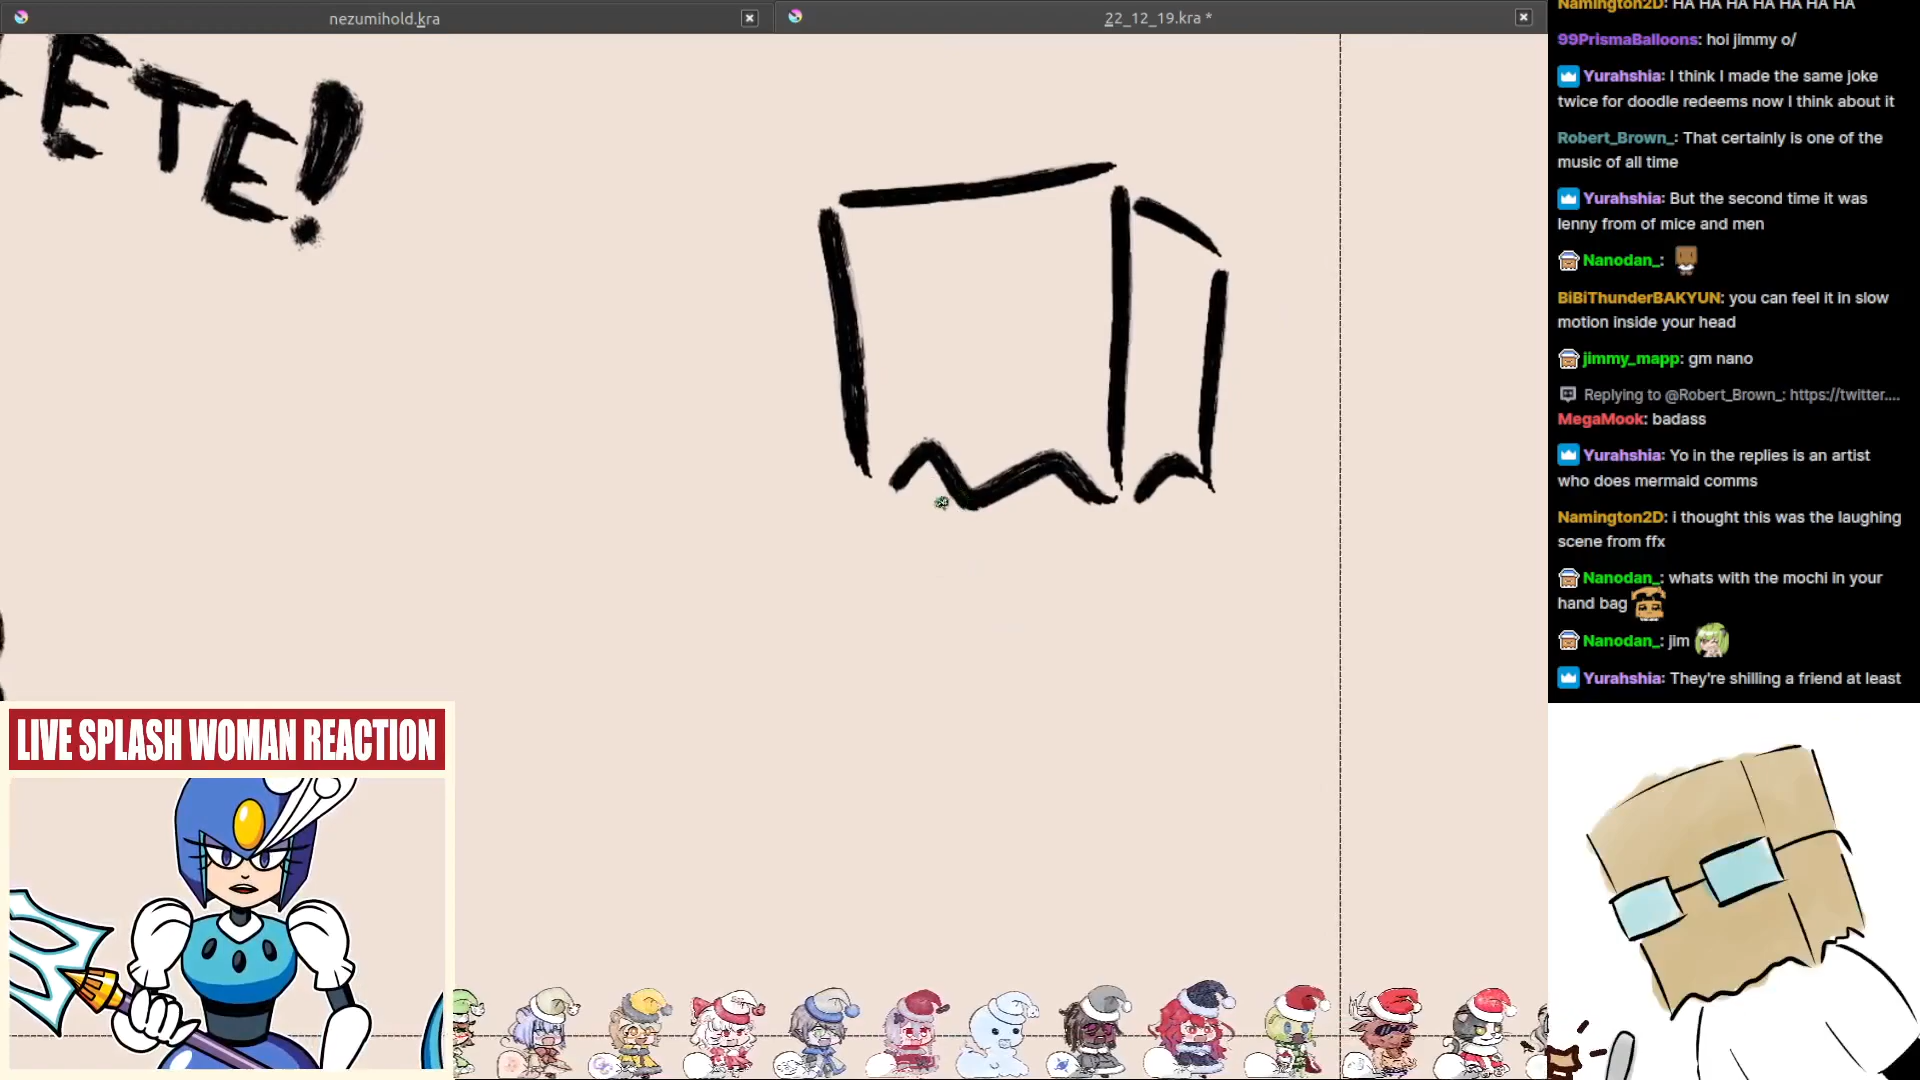 nezumihold.kra
22_12_19.kra *
ETE!
Namington2D: HA HA HA HA HA HA HA
99PrismaBalloons: hoi jimmy o/
Yurahshia: I think I made the same joke
twice for doodle redeems now I think about it
Robert_Brown_: That certainly is one of the
music of all time
Yurahshia: But the second time it was
lenny from of mice and men
Nanodan_:
BiBiThunderBAKYUN: you can feel it in slow
motion inside your head
jimmy_mapp: gm nano
Replying to @Robert_Brown_: https://twitter....
MegaMook: badass
Yurahshia: Yo in the replies is an artist
who does mermaid comms
Namington2D: i thought this was the laughing
scene from ffx
Nanodan_: whats with the mochi in your
hand bag
Nanodan_: jim
Yurahshia: They're shilling a friend at least
LIVE SPLASH WOMAN REACTION